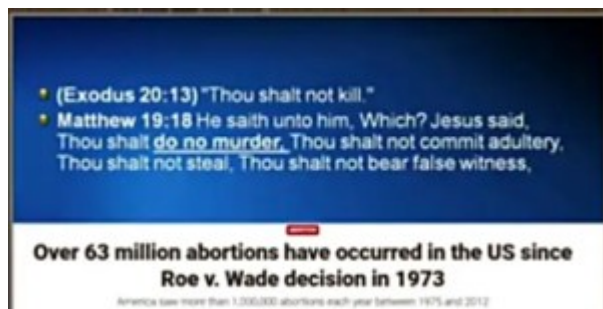 (Exodus 20:13) "Thou shalt not kill."
Matthew 19:18 He saith unto him, Which? Jesus said,
Thou shalt do no murder, Thou shalt not commit adultery,
Thou shalt not steal, Thou shalt not bear false witness,
Over 63 million abortions have occurred in the US since
Roe v. Wade decision in 1973
America saw more than 1,000,000 abortions each year between 1975 and 2012